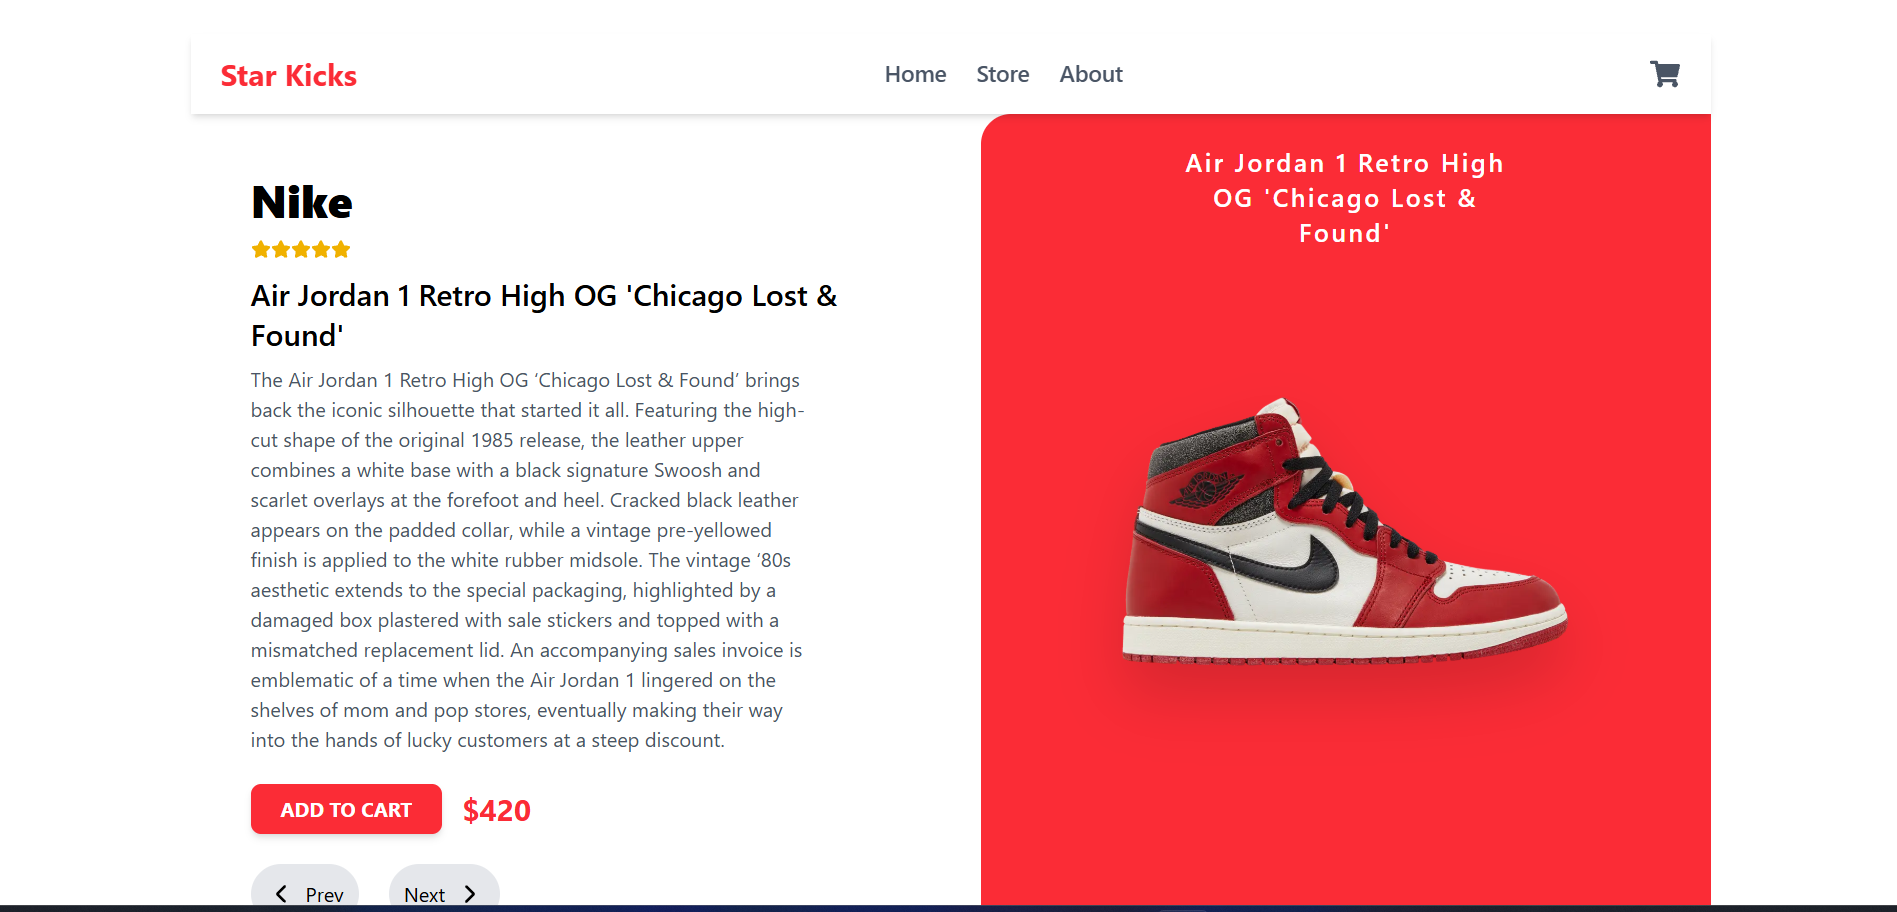 Star Kicks
Home Store About
Nike
Air Jordan 1 Retro High OG 'Chicago Lost &
Found'
The Air Jordan 1 Retro High OG ‘Chicago Lost & Found’ brings
back the iconic silhouette that started it all. Featuring the high-
cut shape of the original 1985 release, the leather upper
combines a white base with a black signature Swoosh and
scarlet overlays at the forefoot and heel. Cracked black leather
appears on the padded collar, while a vintage pre-yellowed
finish is applied to the white rubber midsole. The vintage ‘80s
aesthetic extends to the special packaging, highlighted by a
damaged box plastered with sale stickers and topped with a
mismatched replacement lid. An accompanying sales invoice is
emblematic of a time when the Air Jordan 1 lingered on the
shelves of mom and pop stores, eventually making their way
into the hands of lucky customers at a steep discount.
ADD TO CART $420
Prev Next
Air Jordan 1 Retro High
OG 'Chicago Lost &
Found'
AIR JORDAN